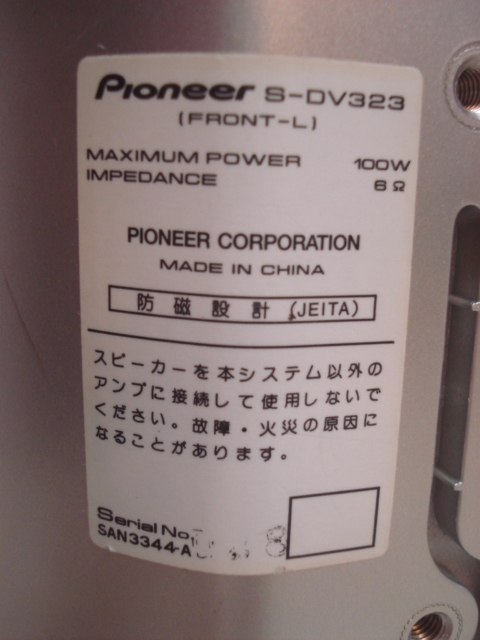 Pioneer S-DV323
(FRONT-L)
MAXIMUM POWER 100W
IMPEDANCE 6Ω
PIONEER CORPORATION
MADE IN CHINA
防磁設計 (JEITA)
スピーカーを本システム以外の
アンプに接続して使用しないで
ください。故障・火災の原因に
なることがあります。
Serial No.
SAN3344-A